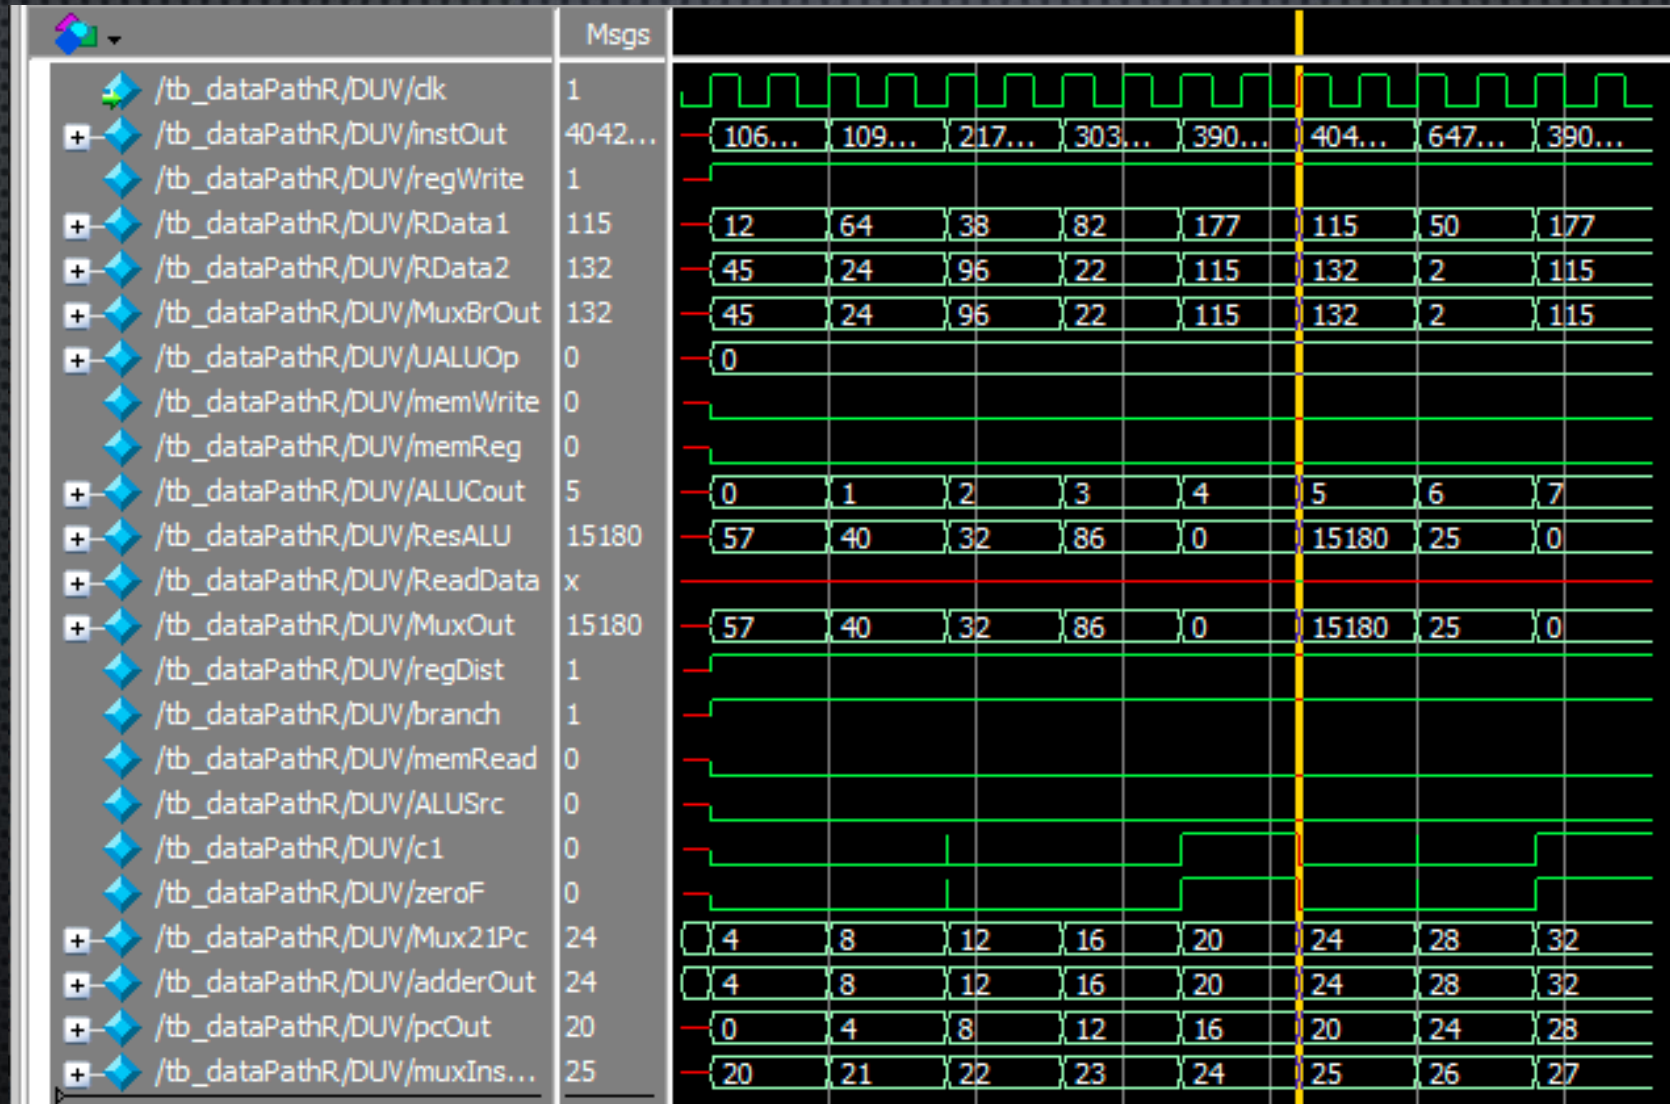 Msgs
/tb_dataPathR/DUV/clk 1
/tb_dataPathR/DUV/instOut 4042... 106... 109... 217... 303... 390... 404... 647... 390...
/tb_dataPathR/DUV/regWrite 1
/tb_dataPathR/DUV/RData1 115 12 64 38 82 177 115 50 177
/tb_dataPathR/DUV/RData2 132 45 24 96 22 115 132 2 115
/tb_dataPathR/DUV/MuxBrOut 132 45 24 96 22 115 132 2 115
/tb_dataPathR/DUV/UALUOp 0 0
/tb_dataPathR/DUV/memWrite 0
/tb_dataPathR/DUV/memReg 0
/tb_dataPathR/DUV/ALUCout 5 0 1 2 3 4 5 6 7
/tb_dataPathR/DUV/ResALU 15180 57 40 32 86 0 15180 25 0
/tb_dataPathR/DUV/ReadData x
/tb_dataPathR/DUV/MuxOut 15180 57 40 32 86 0 15180 25 0
/tb_dataPathR/DUV/regDist 1
/tb_dataPathR/DUV/branch 1
/tb_dataPathR/DUV/memRead 0
/tb_dataPathR/DUV/ALUSrc 0
/tb_dataPathR/DUV/c1 0
/tb_dataPathR/DUV/zeroF 0
/tb_dataPathR/DUV/Mux21Pc 24 4 8 12 16 20 24 28 32
/tb_dataPathR/DUV/adderOut 24 4 8 12 16 20 24 28 32
/tb_dataPathR/DUV/pcOut 20 0 4 8 12 16 20 24 28
/tb_dataPathR/DUV/muxIns... 25 20 21 22 23 24 25 26 27